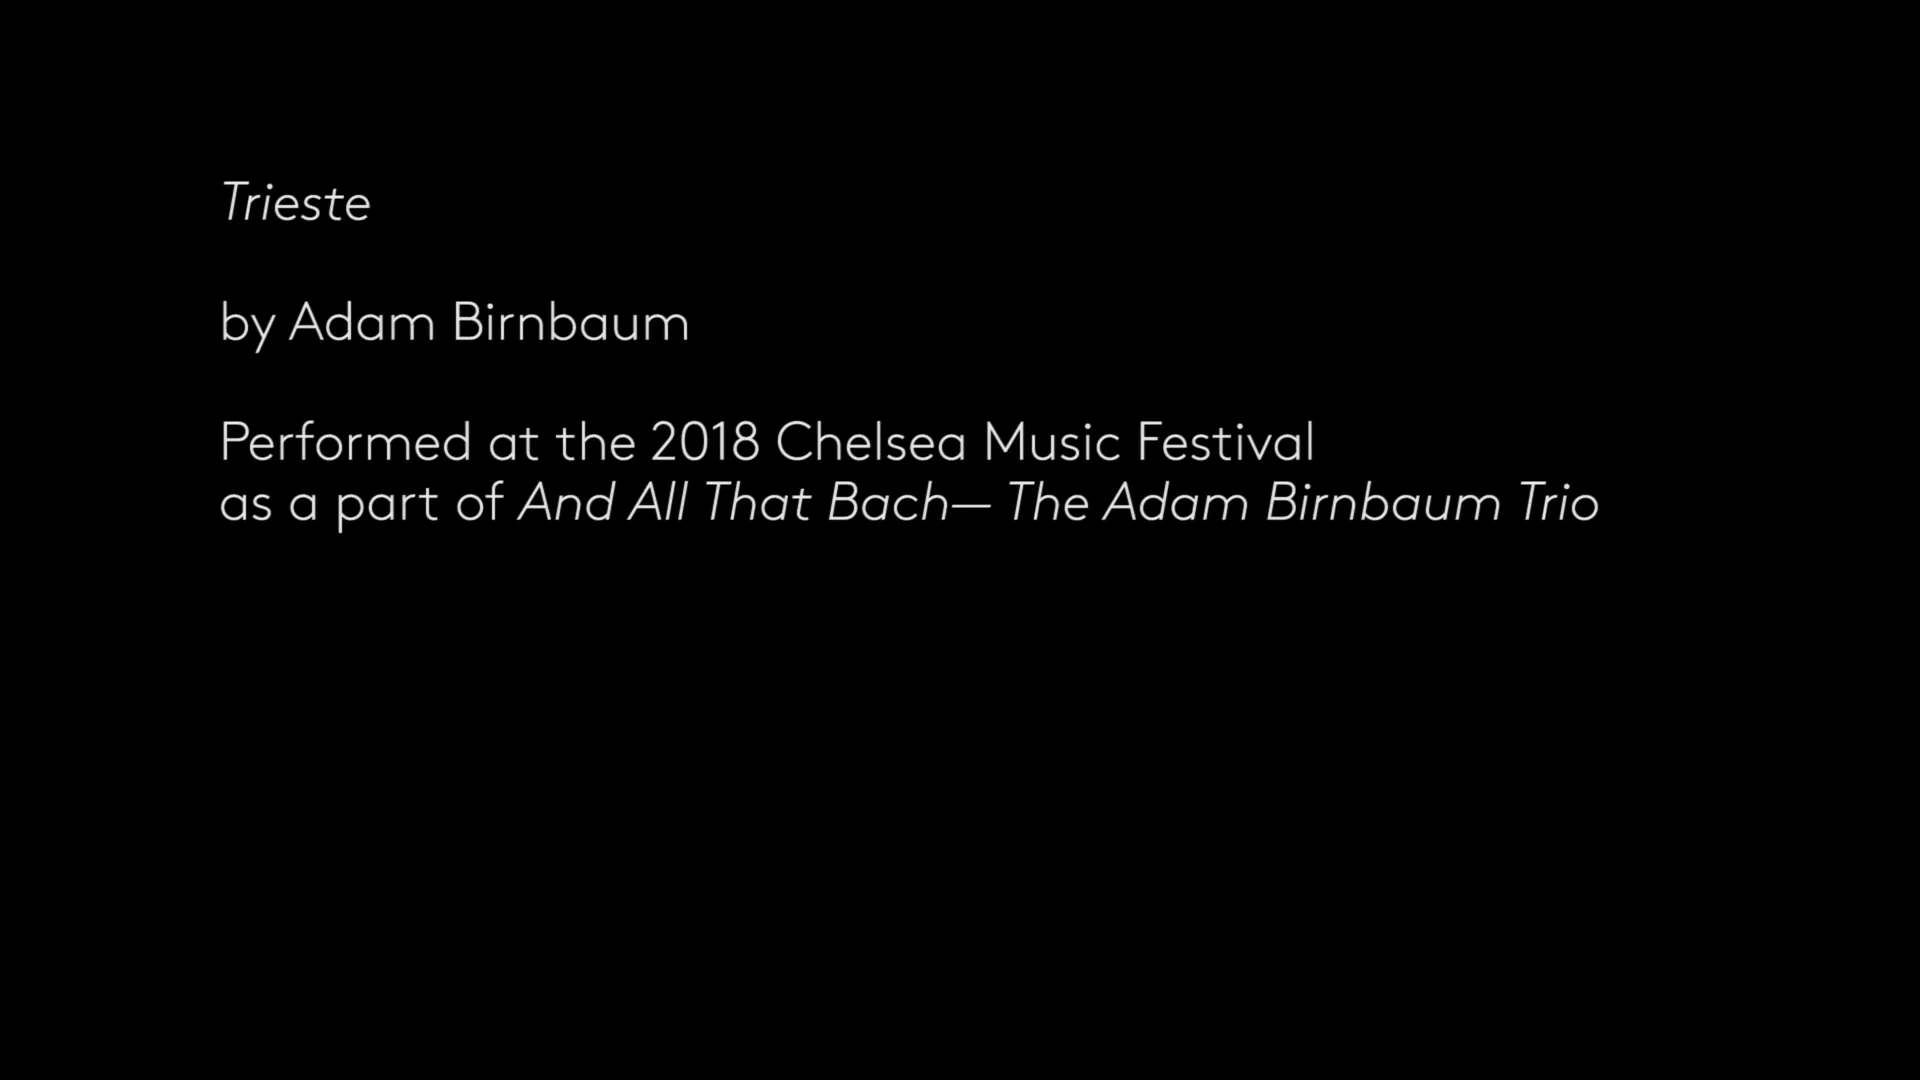 Trieste
by Adam Birnbaum
Performed at the 2018 Chelsea Music Festival
as a part of And All That Bach— The Adam Birnbaum Trio